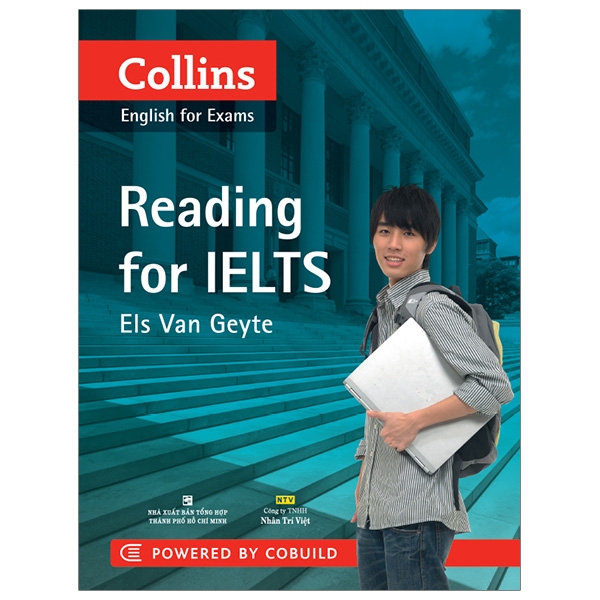 Collins
English for Exams
Reading
for IELTS
Els Van Geyte
NHÀ XUẤT BẢN TỔNG HỢP
THÀNH PHỐ HỒ CHÍ MINH
NTV
Công ty TNHH
Nhân Trí Việt
POWERED BY COBUILD